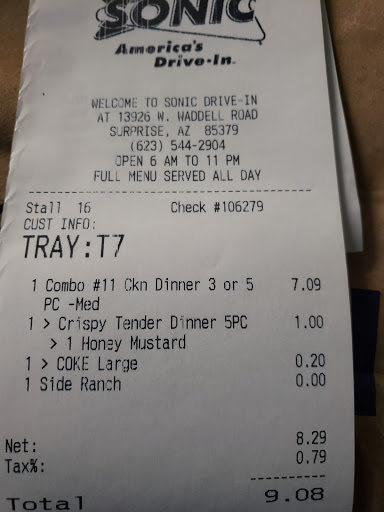 SONIC
America's
Drive-In.
WELCOME TO SONIC DRIVE-IN
AT 13926 W. WADDELL ROAD
SURPRISE, AZ 85379
(623) 544-2904
OPEN 6 AM TO 11 PM
FULL MENU SERVED ALL DAY
Stall 16 Check #106279
CUST INFO:
TRAY:T7
1 Combo #11 Ckn Dinner 3 or 5 7.09
PC -Med
1 > Crispy Tender Dinner 5PC 1.00
> 1 Honey Mustard
1 > COKE Large 0.20
1 Side Ranch 0.00
Net: 8.29
Tax%: 0.79
Total 9.08